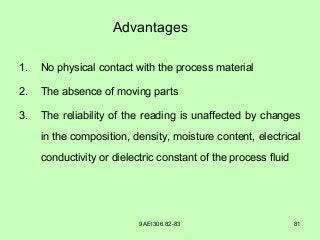 Advantages
1. No physical contact with the process material
2. The absence of moving parts
3. The reliability of the reading is unaffected by changes
in the composition, density, moisture content, electrical
conductivity or dielectric constant of the process fluid
9AEI306.82-83
81